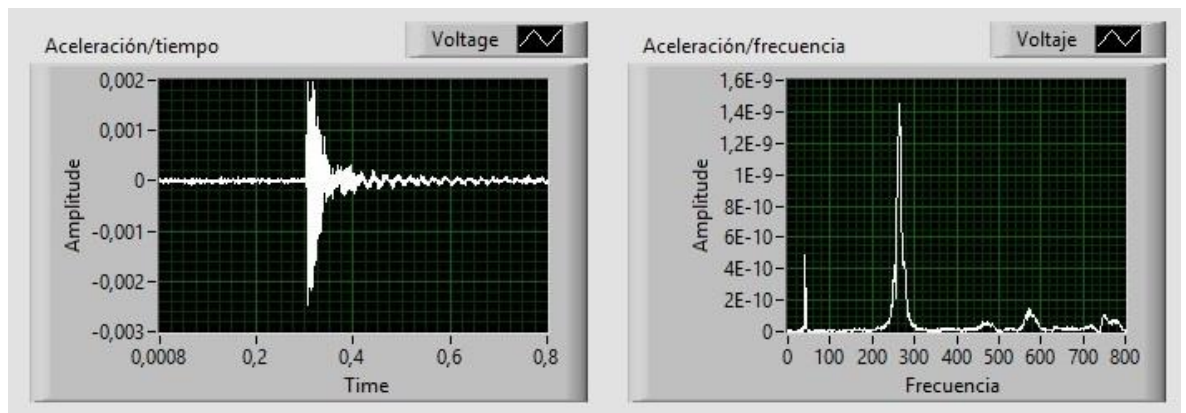 Aceleración/tiempo
Voltage
0,002
0,001
0
-0,001
-0,002
-0,003
Amplitude
0,0008 0,2 0,4 0,6 0,8
Time
Aceleración/frecuencia
Voltaje
1,6E-9
1,4E-9
1,2E-9
1E-9
8E-10
6E-10
4E-10
2E-10
0
Amplitude
0 100 200 300 400 500 600 700 800
Frecuencia